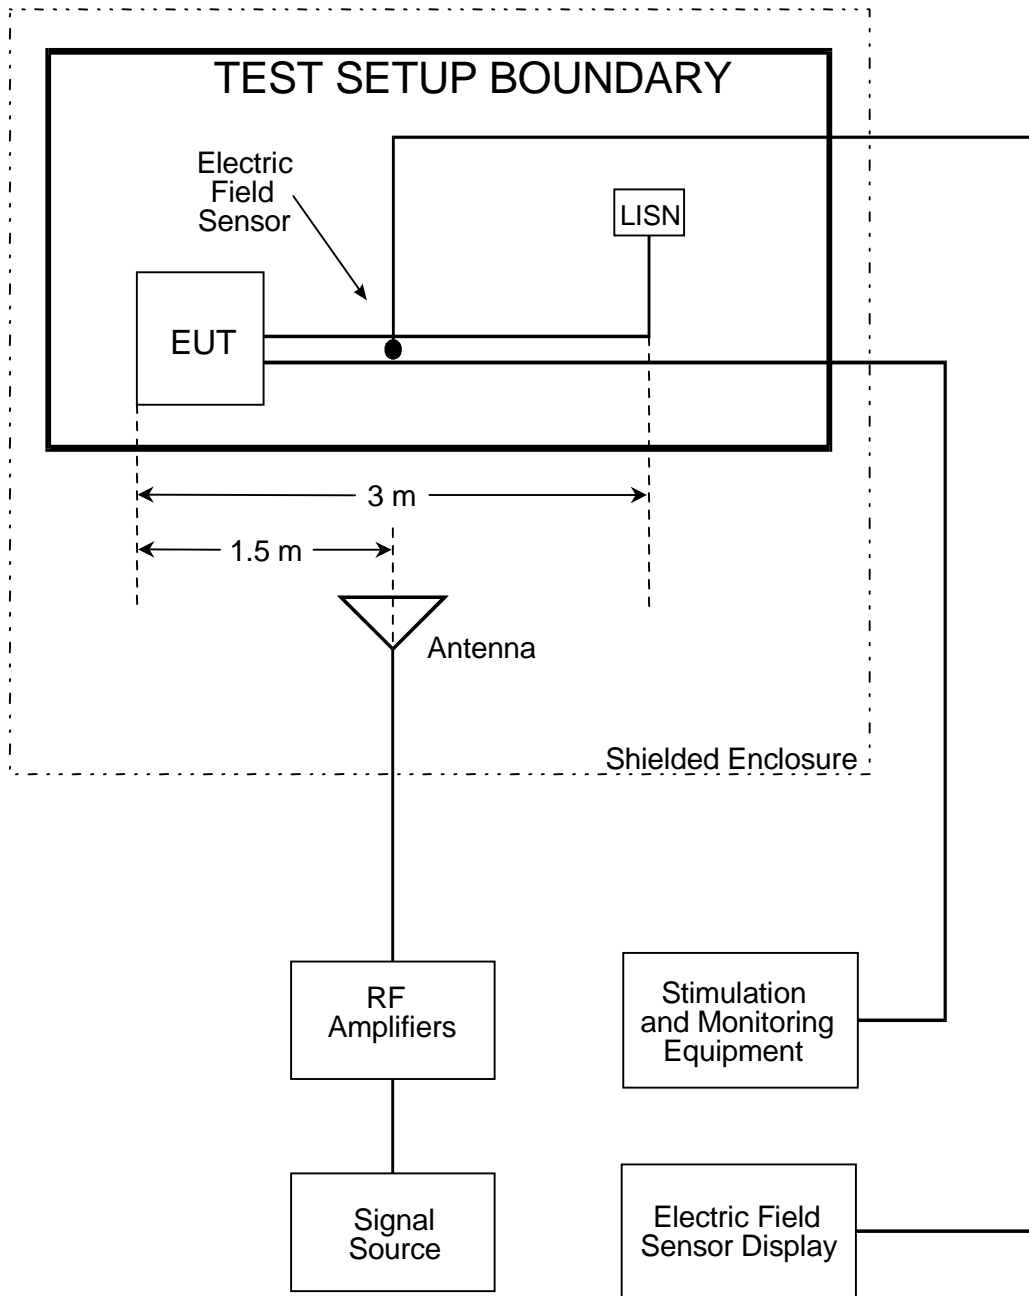 TEST SETUP BOUNDARY
Electric
Field
Sensor
LISN
EUT
3 m
1.5 m
Antenna
Shielded Enclosure
RF
Amplifiers
Stimulation
and Monitoring
Equipment
Signal
Source
Electric Field
Sensor Display